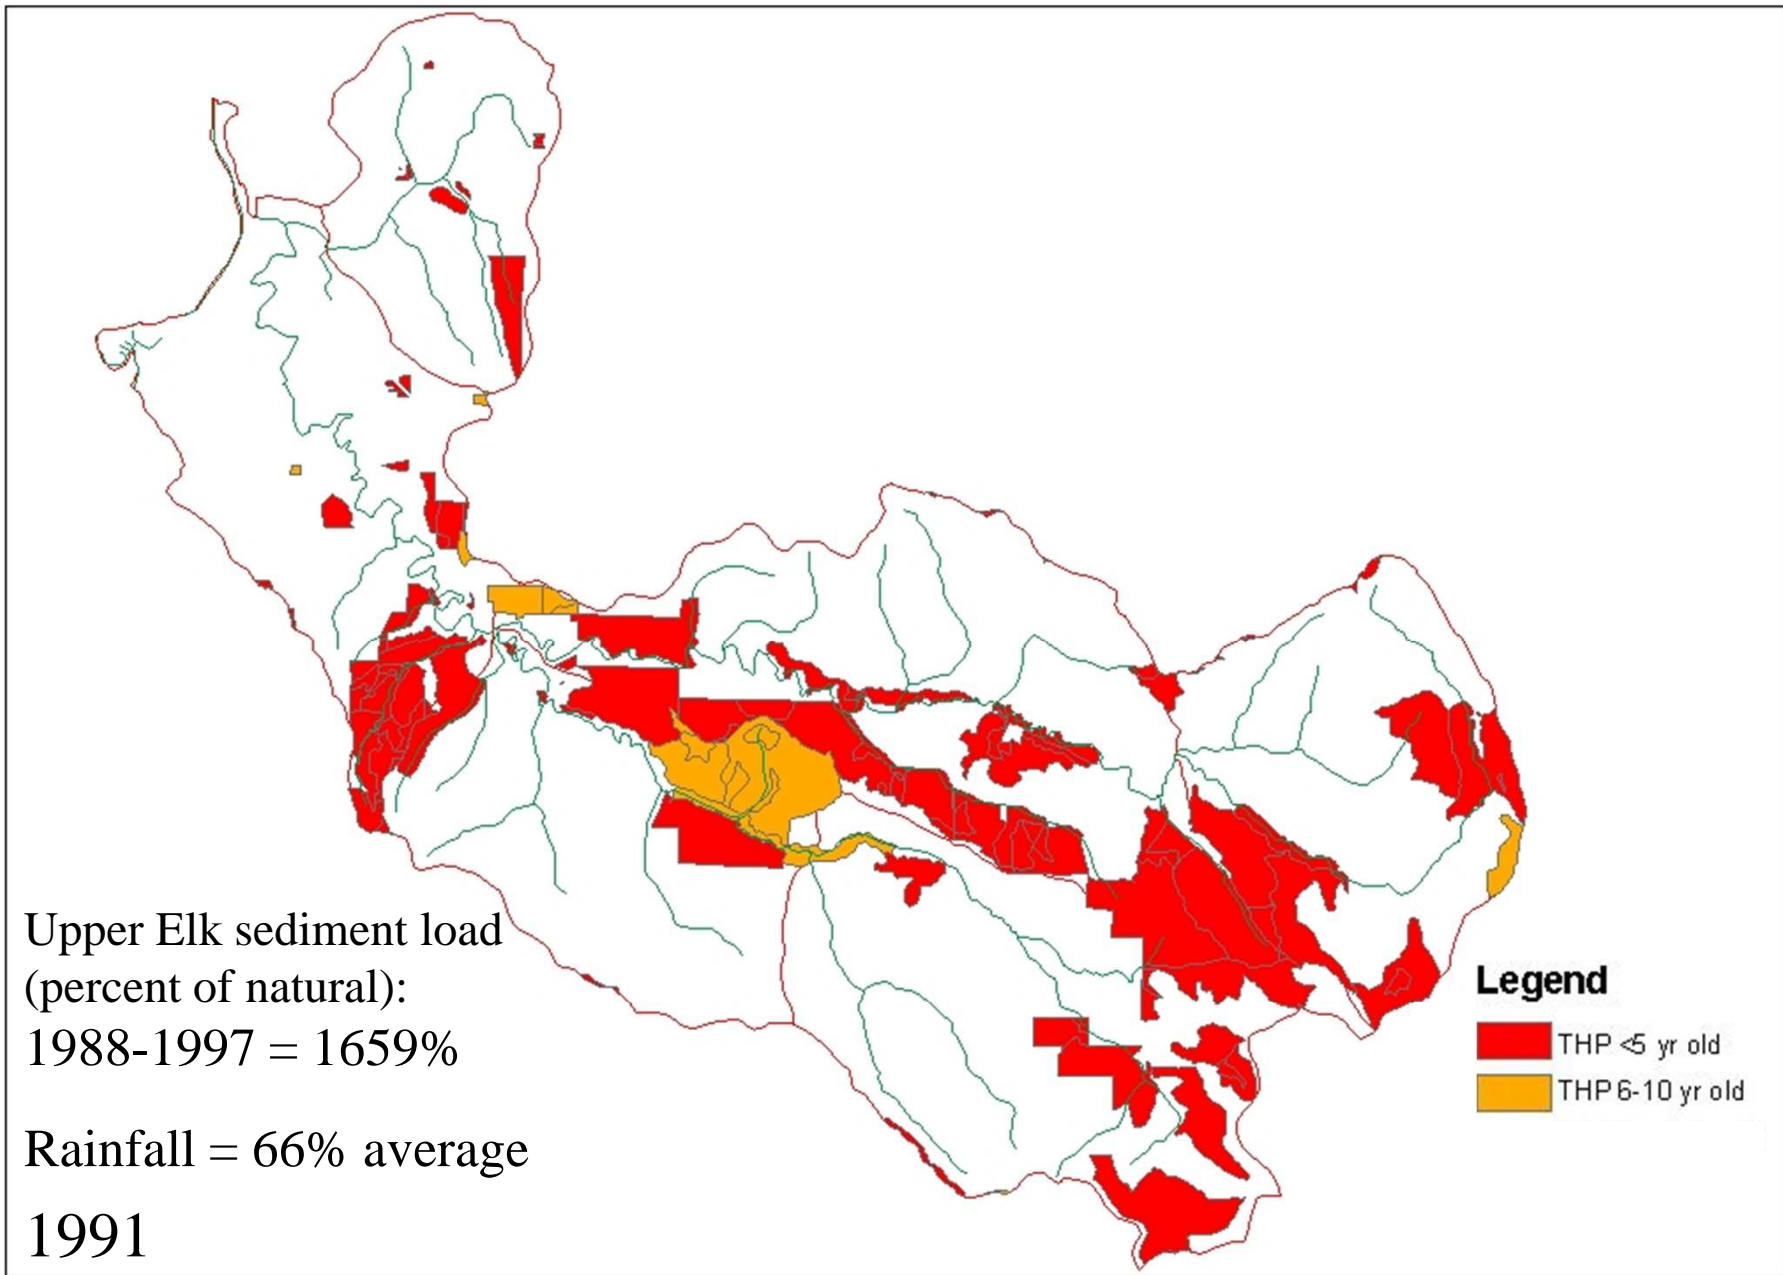 Upper Elk sediment load
(percent of natural):
1988-1997 = 1659%
Rainfall = 66% average
1991
Legend
THP <5 yr old
THP 6-10 yr old